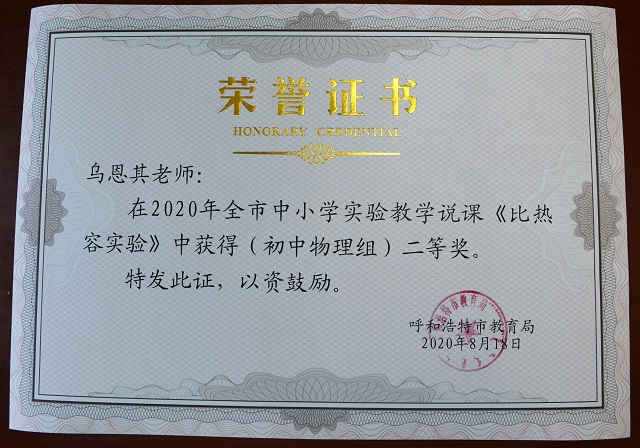 荣誉证书
HONORARY CREDENTIAL
乌恩其老师：
在2020年全市中小学实验教学说课《比热
容实验》中获得（初中物理组）二等奖。
特发此证，以资鼓励。
呼和浩特市教育局
2020年8月18日